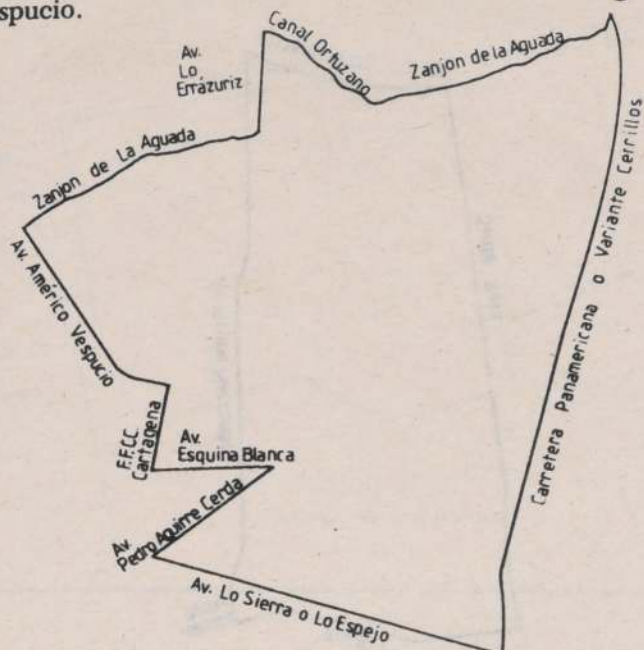 spucio.
Canal Ortuzano
Zanjon de la Aguada
Av.
Lo
Errázuriz
Zanjon de La Aguada
Carretera Panamericana o Variante Cerrillos
Av. Américo Vespucio
F.F.C.C.
Cartagena
Av.
Esquina Blanca
Av.
Pedro Aguirre Cerda
Av. Lo Sierra o Lo Espejo